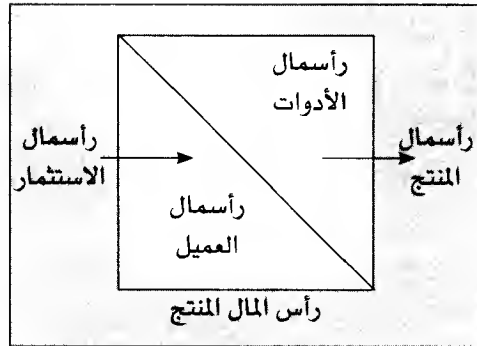 رأسمال
الأدوات
رأسمال
المنتج
رأسمال
الاستثمار
رأسمال
العميل
رأس المال المنتج